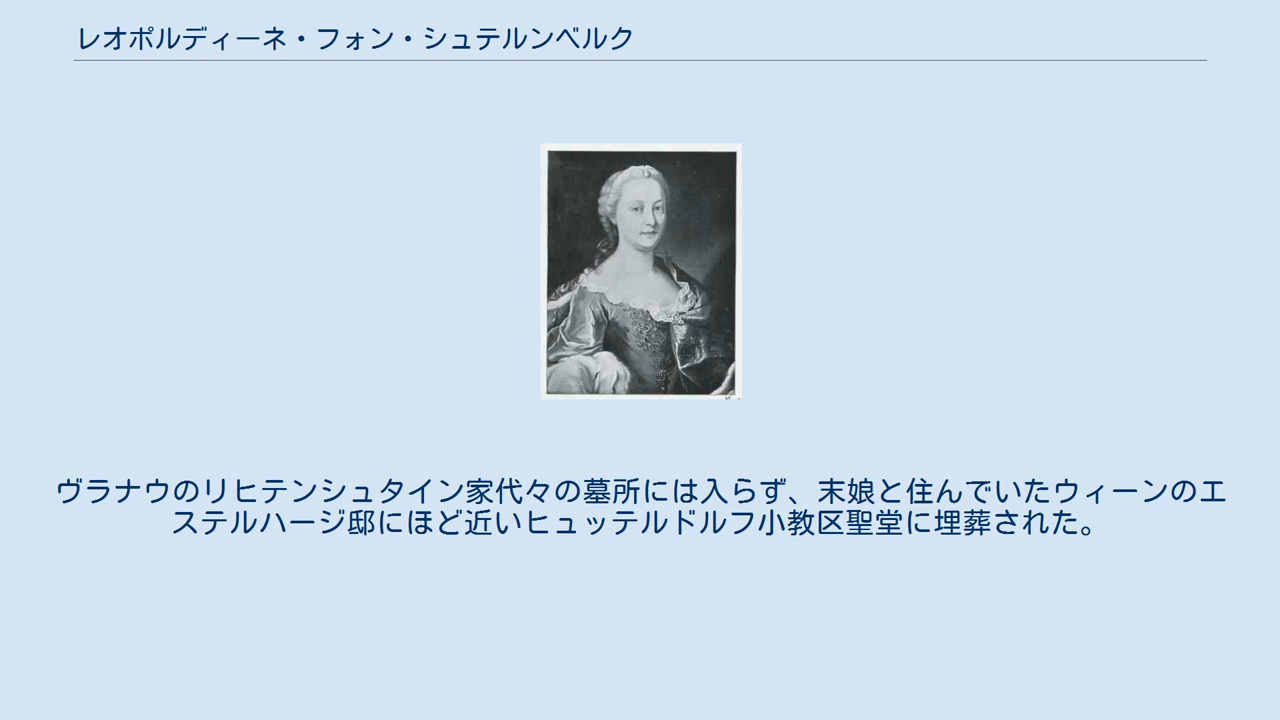 レオポルディーネ・フォン・シュテルンベルク
ヴラナウのリヒテンシュタイン家代々の墓所には入らず、末娘と住んでいたウィーンのエ
ステルハージ邸にほど近いヒュッテルドルフ小教区聖堂に埋葬された。